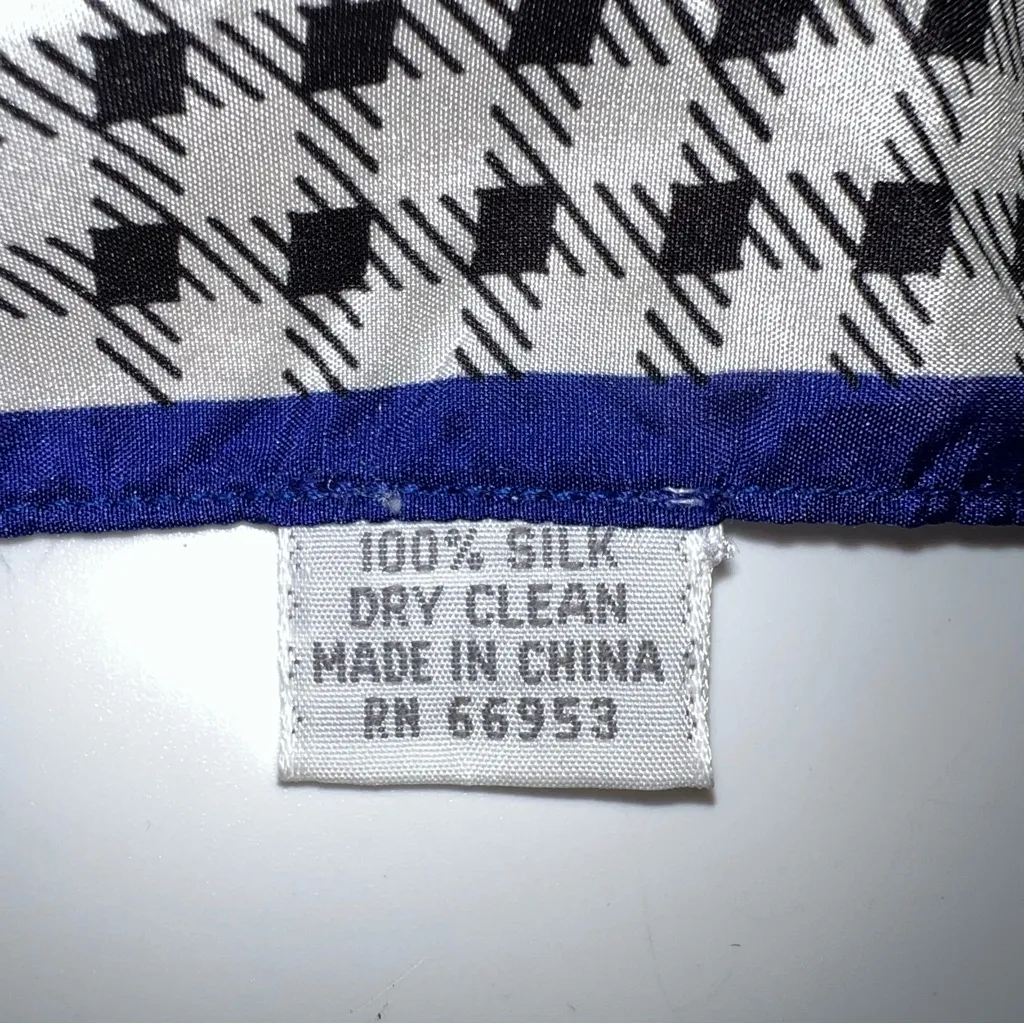 100% SILK
DRY CLEAN
MADE IN CHINA
RN 66953